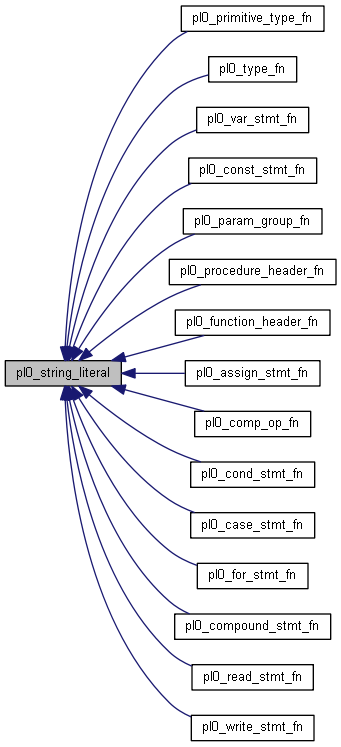 pl0_primitive_type_fn
pl0_type_fn
pl0_var_stmt_fn
pl0_const_stmt_fn
pl0_param_group_fn
pl0_procedure_header_fn
pl0_function_header_fn
pl0_string_literal
pl0_assign_stmt_fn
pl0_comp_op_fn
pl0_cond_stmt_fn
pl0_case_stmt_fn
pl0_for_stmt_fn
pl0_compound_stmt_fn
pl0_read_stmt_fn
pl0_write_stmt_fn